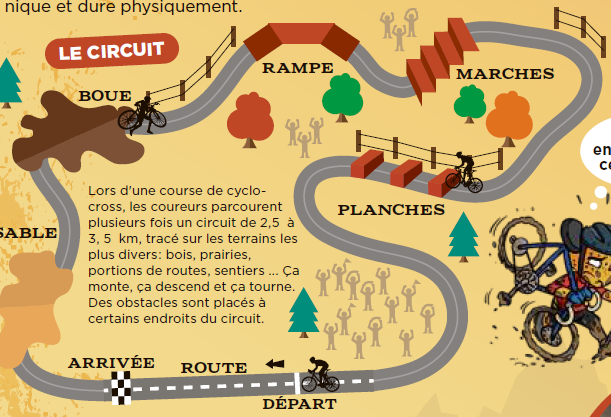 nique et dure physiquement.
LE CIRCUIT
RAMPE
MARCHES
BOUE
en
co
PLANCHES
SABLE
Lors d'une course de cyclo-
cross, les coureurs parcourent
plusieurs fois un circuit de 2,5 à
3, 5 km, tracé sur les terrains les
plus divers: bois, prairies,
portions de routes, sentiers ... Ça
monte, ça descend et ça tourne.
Des obstacles sont placés à
certains endroits du circuit.
ARRIVÉE
ROUTE
DÉPART